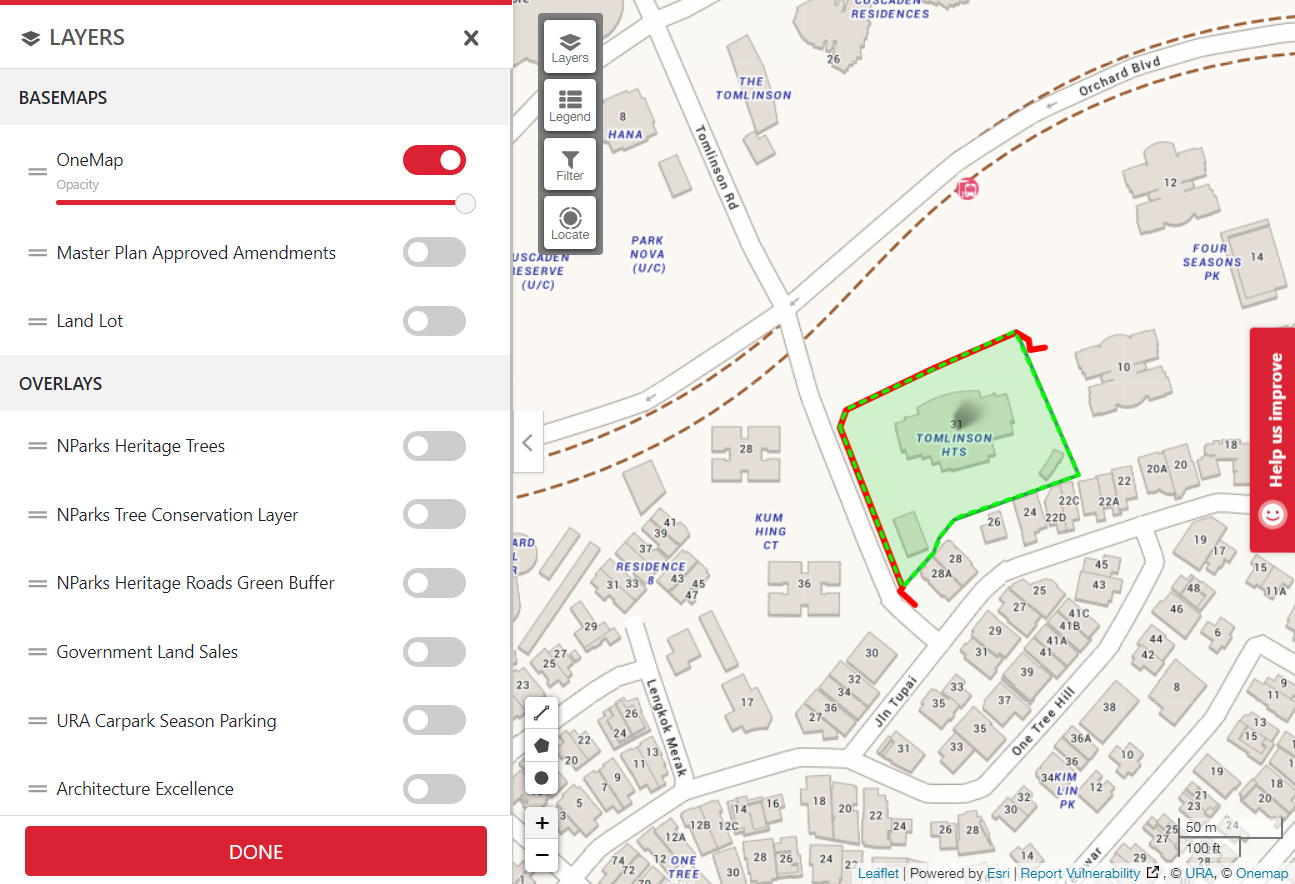 LAYERS
BASEMAPS
OneMap
Opacity
Master Plan Approved Amendments
Land Lot
OVERLAYS
NParks Heritage Trees
NParks Tree Conservation Layer
NParks Heritage Roads Green Buffer
Government Land Sales
URA Carpark Season Parking
Architecture Excellence
DONE
Layers
Legend
Filter
Locate
RESIDENCES
26
THE
TOMLINSON
8
HANA
Tomlinson Rd
Orchard Blvd
PARK
NOVA
(U/C)
(U/C)
12
FOUR
SEASONS
PK
14
10
31
TOMLINSON
HTS
Help us improve
28
18
20A
20
22
22C
22A
22D
24
26
KUM
HING
CT
41
39
37
RESIDENCE
8
31
33
43
45
47
36
28
28A
19
17
15
11A
45
43
25
27
48
46
6
41C
41B
41A
41
29
31
39
44
42
29
27
25
23
30
32
34
36
27
17
33
35
37
35
33
31
8
38
9
11
Jln Tupai
One Tree Hill
Lengkok Merak
26
24
22
20
13
11
9
7
5
3
36A
36
34
KIM
LIN
PK
10
12
32
30
13
15
19
21
23
20
18
25
27
24
14
16
12B
12C
12A
18
20
22
24
26
28
74
72
12
ONE
TREE
30
28
26
24
22
14
50 m
100 ft
Leaflet | Powered by Esri | Report Vulnerability , © URA, © Onemap